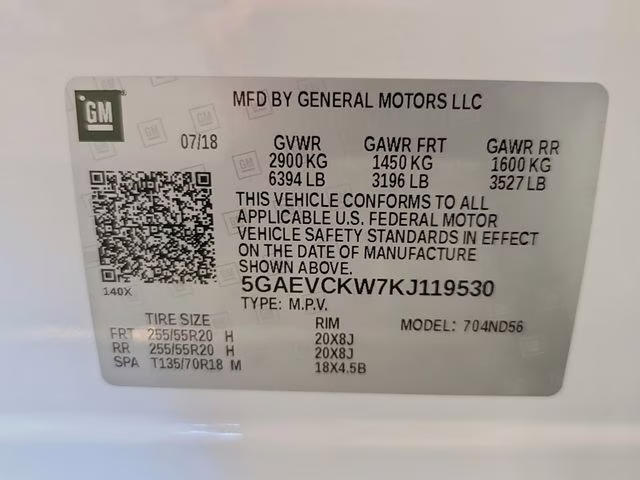 GM
MFD BY GENERAL MOTORS LLC
07/18 GVWR GAWR FRT GAWR RR
2900 KG 1450 KG 1600 KG
6394 LB 3196 LB 3527 LB
THIS VEHICLE CONFORMS TO ALL
APPLICABLE U.S. FEDERAL MOTOR
VEHICLE SAFETY STANDARDS IN EFFECT
ON THE DATE OF MANUFACTURE
SHOWN ABOVE.
140X 5GAEVCKW7KJ119530
TYPE: M.P.V.
TIRE SIZE RIM MODEL: 704ND56
FRT 255/55R20 H 20X8J
RR 255/55R20 H 20X8J
SPA T135/70R18 M 18X4.5B